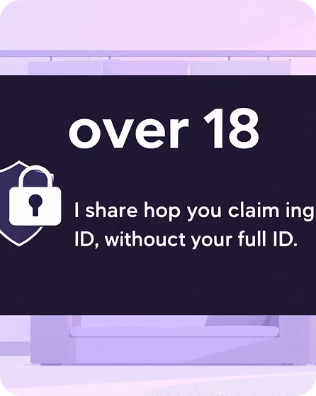 over 18
I share hop you claim ing
ID, withouct your full ID.